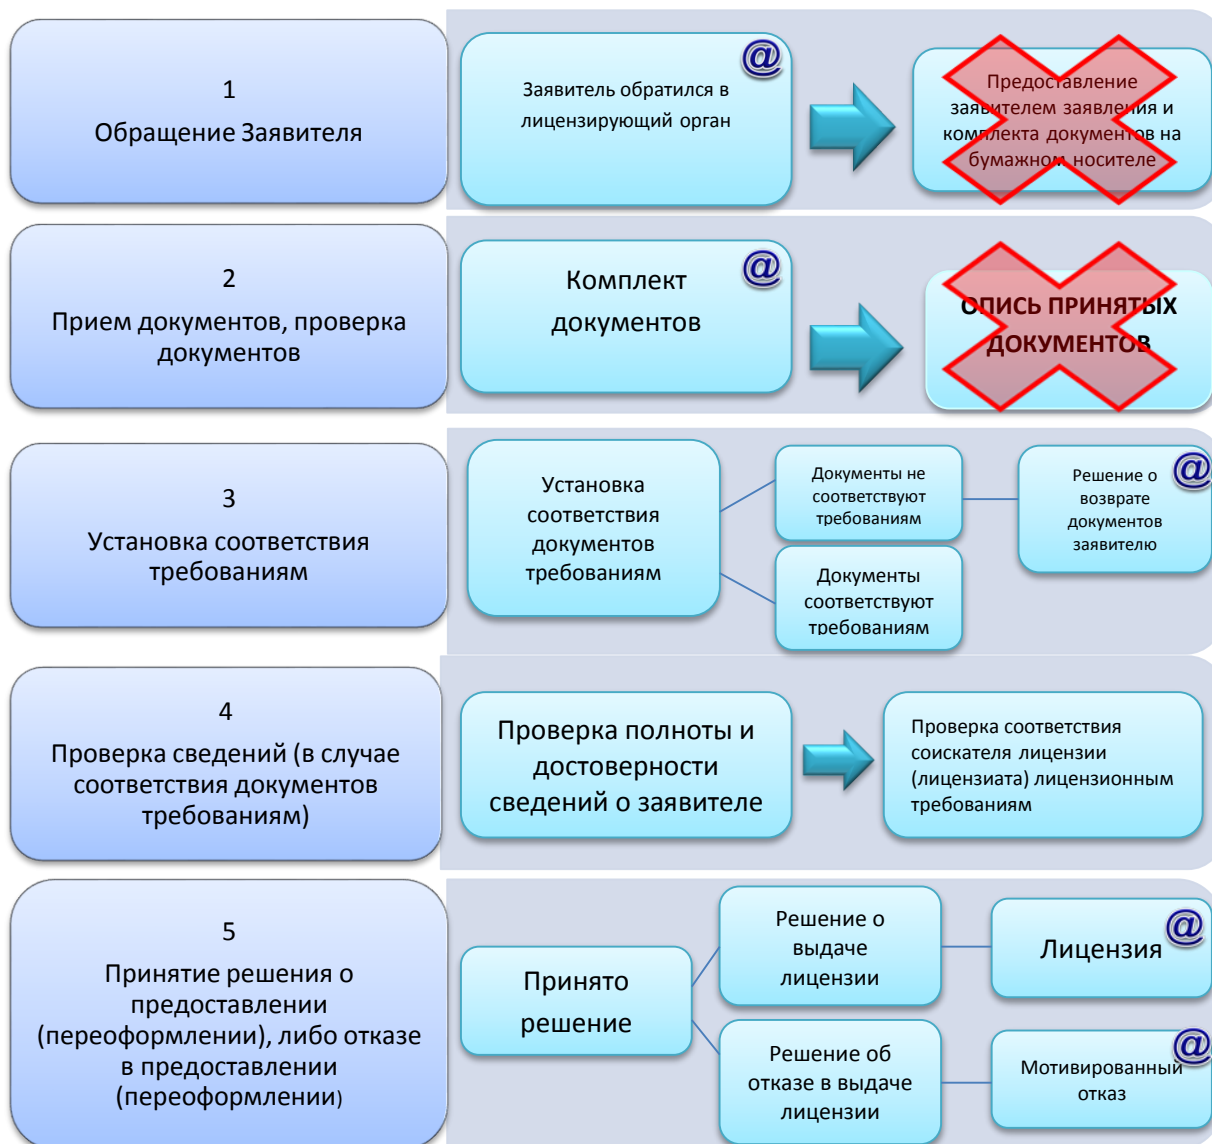 1
Обращение Заявителя
@
Заявитель обратился в
лицензирующий орган
Предоставление
заявителем заявления и
комплекта документов на
бумажном носителе
2
Прием документов, проверка
документов
@
Комплект
документов
ОПИСЬ ПРИНЯТЫХ
ДОКУМЕНТОВ
3
Установка соответствия
требованиям
Установка
соответствия
документов
требованиям
Документы не
соответствуют
требованиям
@
Решение о
возврате
документов
заявителю
Документы
соответствуют
требованиям
4
Проверка сведений (в случае
соответствия документов
требованиям)
Проверка полноты и
достоверности
сведений о заявителе
Проверка соответствия
соискателя лицензии
(лицензиата) лицензионным
требованиям
5
Принятие решения о
предоставлении
(переоформлении), либо отказе
в предоставлении
(переоформлении)
Принято
решение
Решение о
выдаче
лицензии
@
Лицензия
Решение об
отказе в выдаче
лицензии
@
Мотивированный
отказ